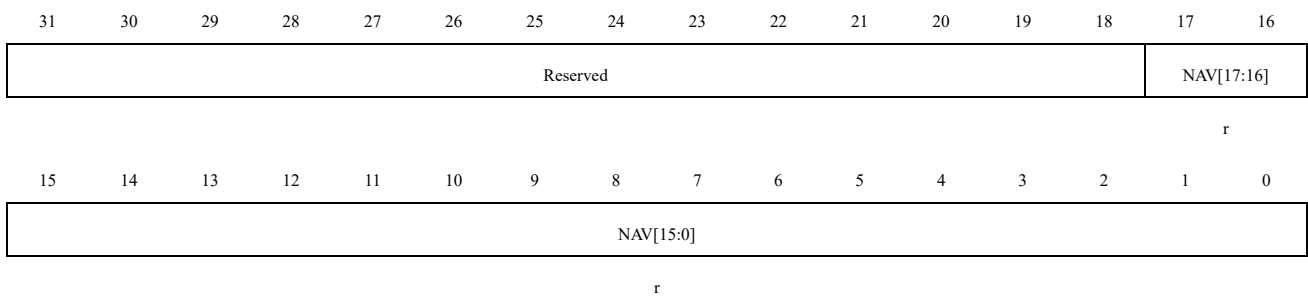 31 30 29 28 27 26 25 24 23 22 21 20 19 18 17 16
Reserved NAV[17:16]
r
15 14 13 12 11 10 9 8 7 6 5 4 3 2 1 0
NAV[15:0]
r